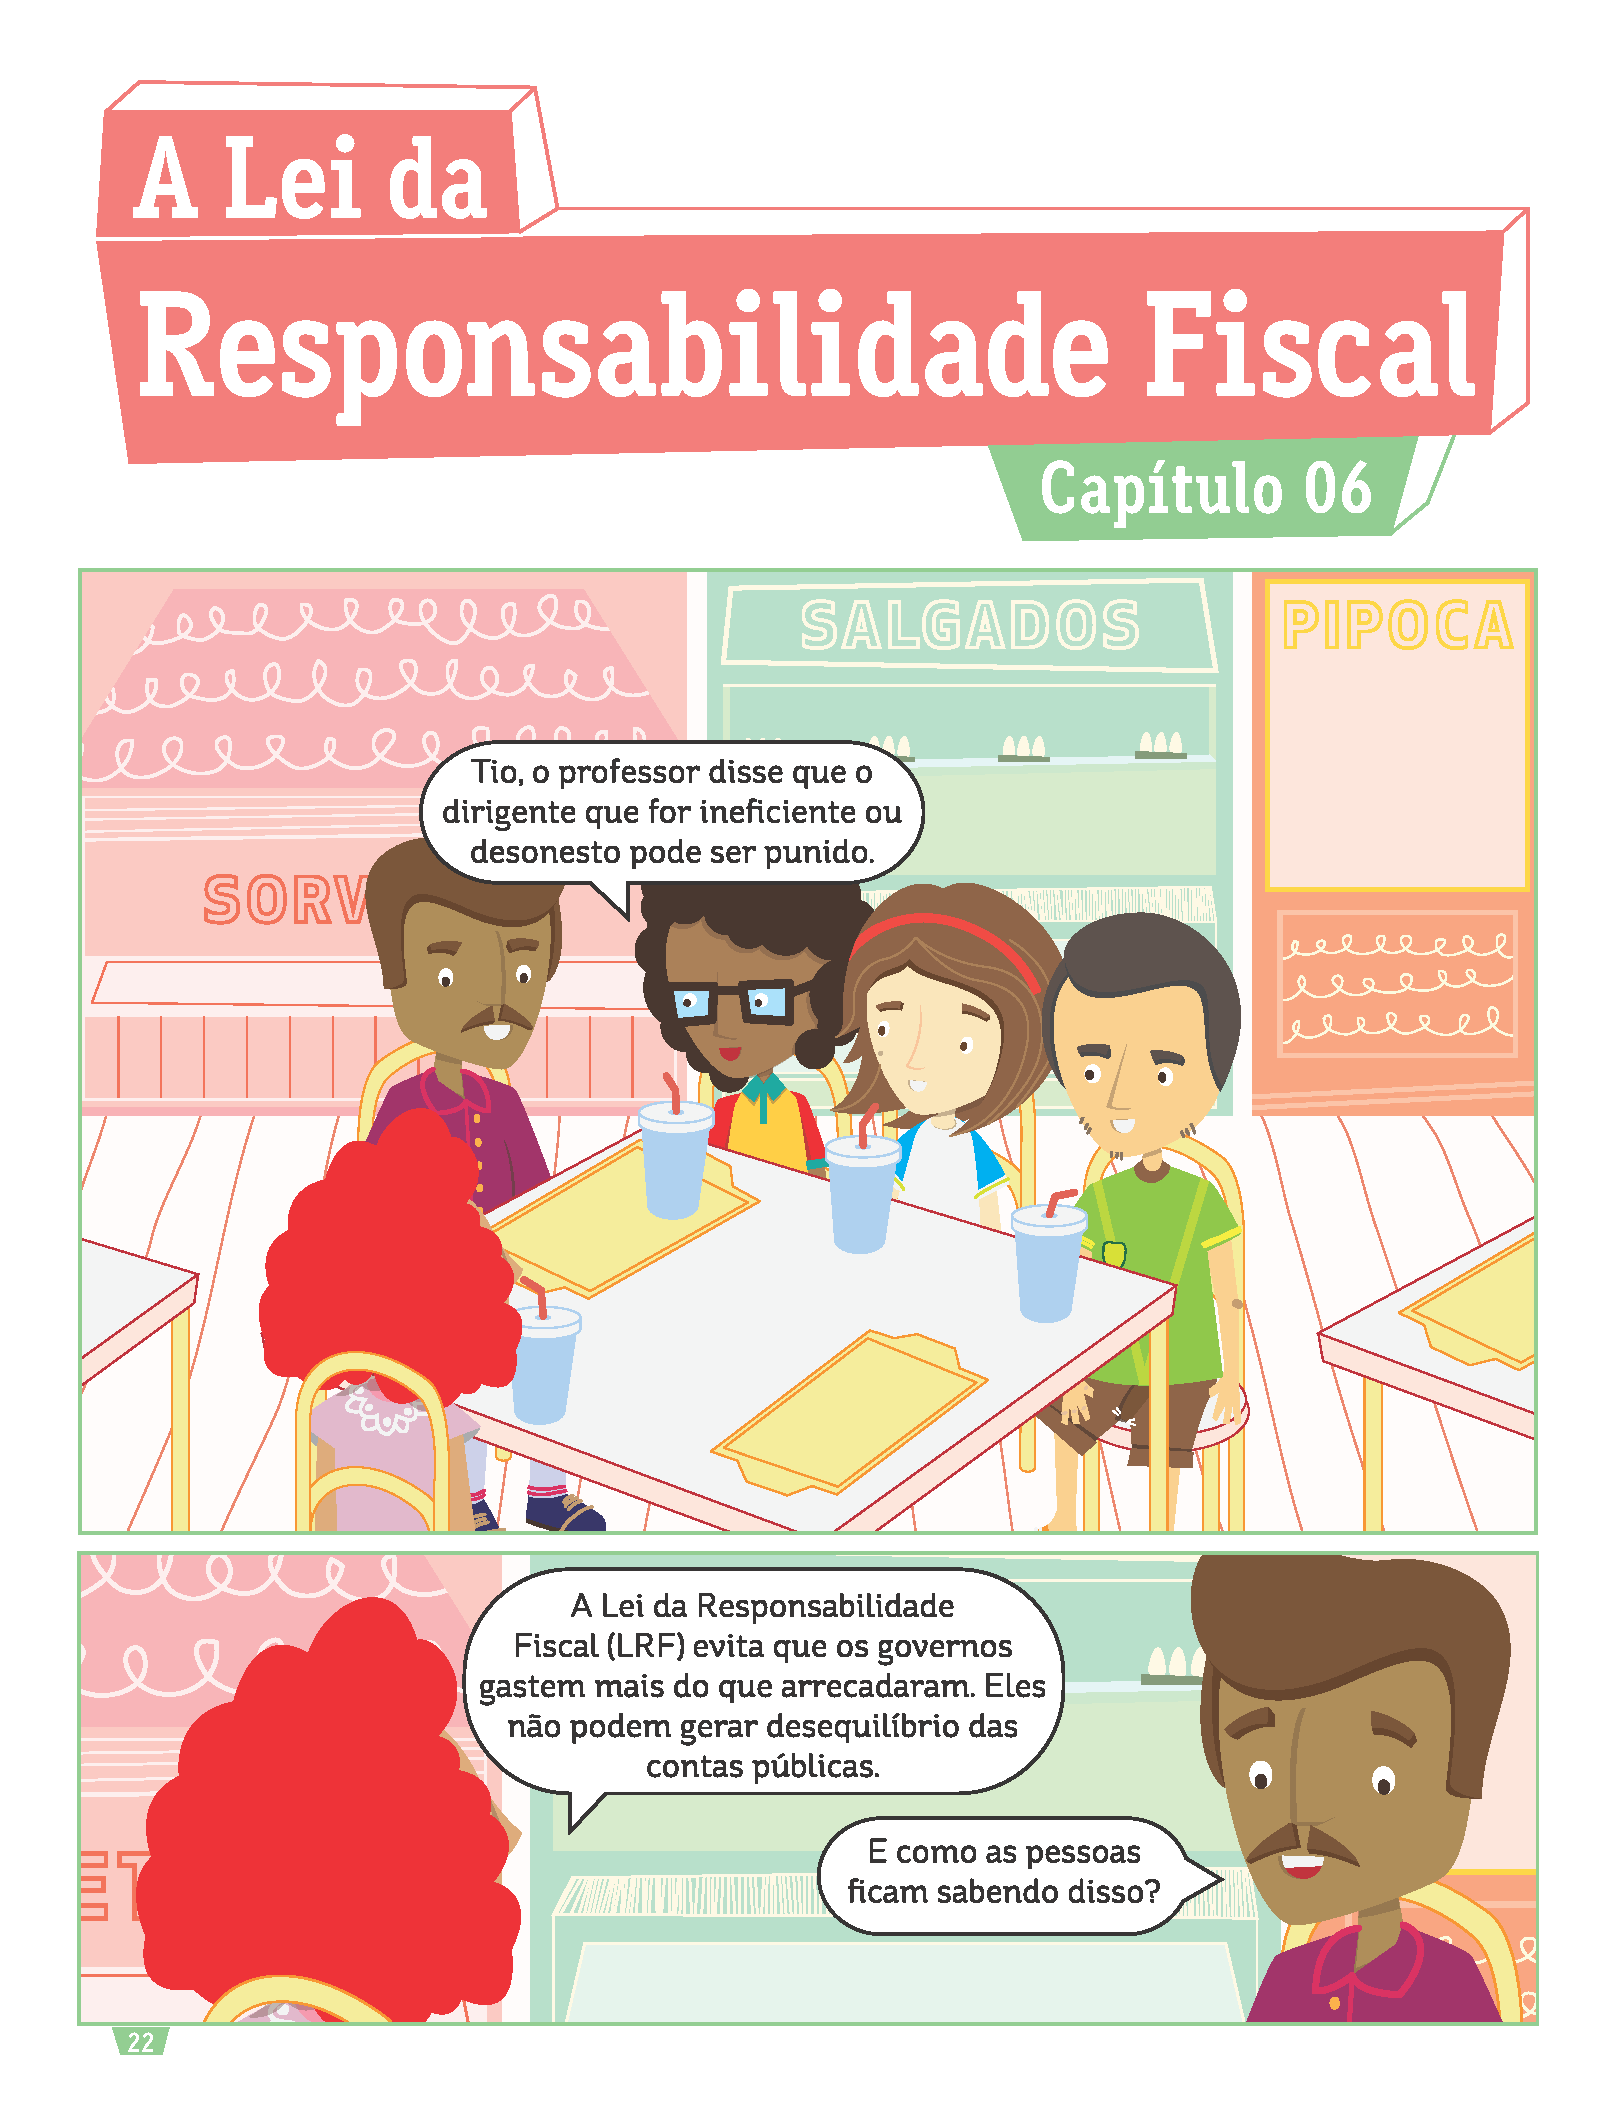 A Lei da
Responsabilidade Fiscal
Capítulo 06
SALGADOS
PIPOCA
Tio, o professor disse que o
dirigente que for ineficiente ou
desonesto pode ser punido.
SORV
A Lei da Responsabilidade
Fiscal (LRF) evita que os governos
gastem mais do que arrecadaram. Eles
não podem gerar desequilíbrio das
contas públicas.
E como as pessoas
ficam sabendo disso?
ET
22